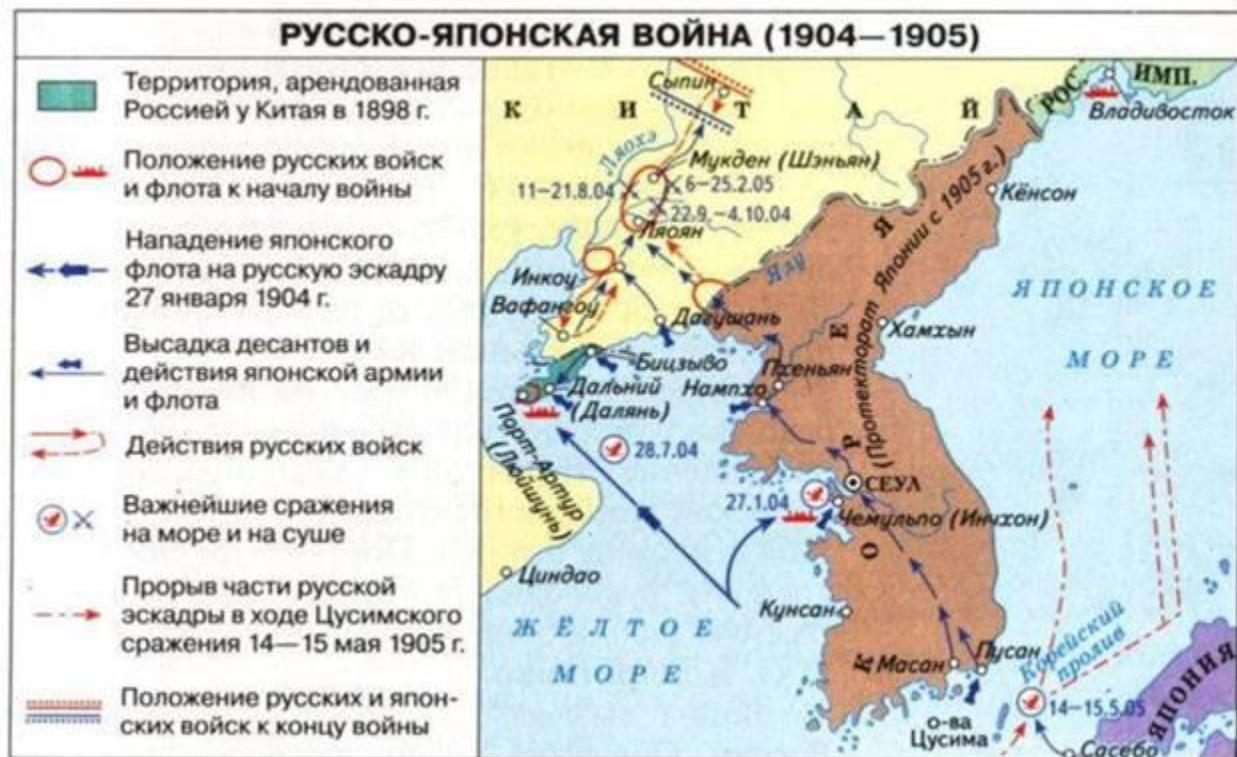 РУССКО-ЯПОНСКАЯ ВОЙНА (1904—1905)
Территория, арендованная
Россией у Китая в 1898 г.
Положение русских войск
и флота к началу войны
Нападение японского
флота на русскую эскадру
27 января 1904 г.
Высадка десантов и
действия японской армии
и флота
Действия русских войск
Важнейшие сражения
на море и на суше
Прорыв части русской
эскадры в ходе Цусимского
сражения 14—15 мая 1905 г.
Положение русских и япон-
ских войск к концу войны
Сыпин
КИТАЙ
РОС. ИМП.
Владивосток
Ляохэ
Мукден (Шэньян)
11–21.8.04
6–25.2.05
22.9.–4.10.04
Ляоян
Кёнсон
Инкоу
Ялу
Вафангоу
Дагушань
ЯПОНСКОЕ
МОРЕ
Хамхын
Бицзыво
Пхеньян
Дальний
(Далянь)
Нампхо
Порт-Артур
(Люйшунь)
28.7.04
КОРЕЯ
(Протекторат Японии с 1905 г.)
СЕУЛ
27.1.04
Чемульпо (Инчхон)
Циндао
Кунсан
ЖЁЛТОЕ
МОРЕ
Масан
Пусан
Корейский
пролив
ЯПОНИЯ
14–15.5.05
о-ва
Цусима
Сасебо